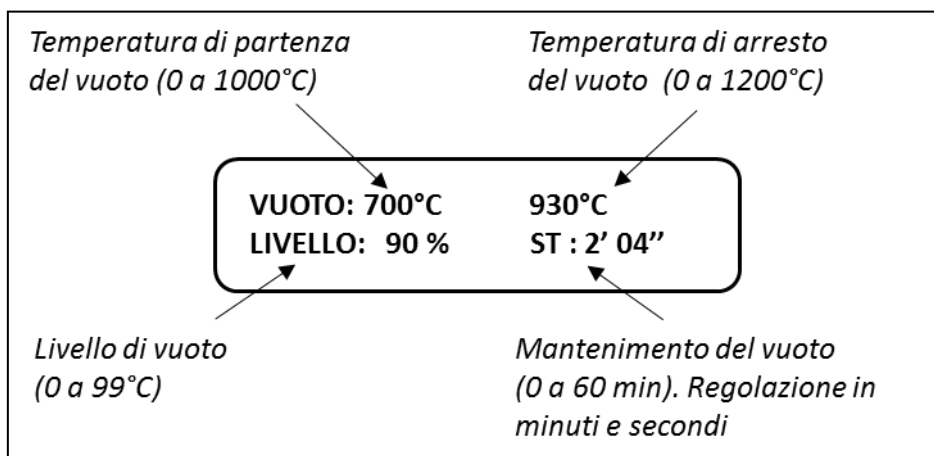 Temperatura di partenza
del vuoto (0 a 1000°C)
Temperatura di arresto
del vuoto (0 a 1200°C)
VUOTO: 700°C 930°C
LIVELLO: 90 % ST : 2’ 04’’
Livello di vuoto
(0 a 99°C)
Mantenimento del vuoto
(0 a 60 min). Regolazione in
minuti e secondi